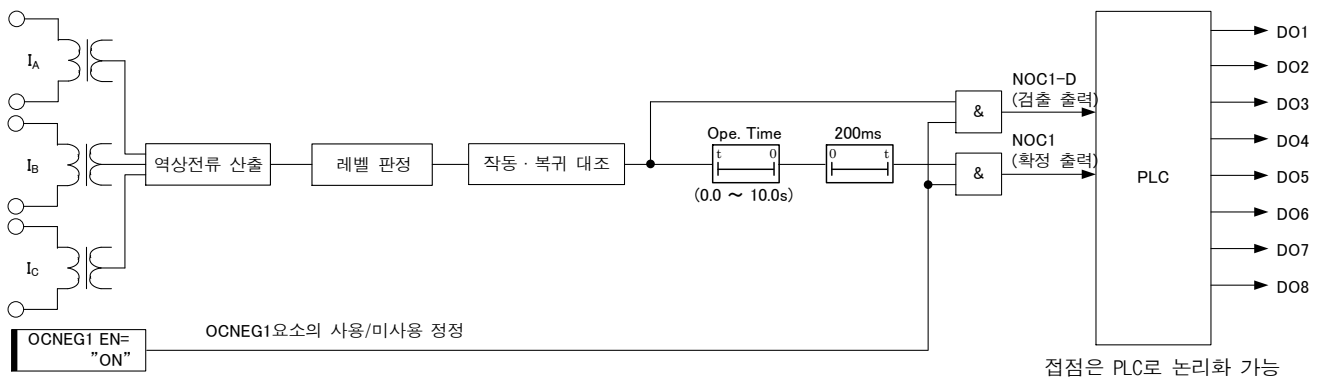 I_A
I_B
I_C
역상전류 산출
레벨 판정
작동·복귀 대조
Ope. Time
t 0
(0.0 ~ 10.0s)
200ms
0 t
&
&
NOC1-D
(검출 출력)
NOC1
(확정 출력)
PLC
DO1
DO2
DO3
DO4
DO5
DO6
DO7
DO8
OCNEG1 EN=
"ON"
OCNEG1요소의 사용/미사용 정정
접점은 PLC로 논리화 가능